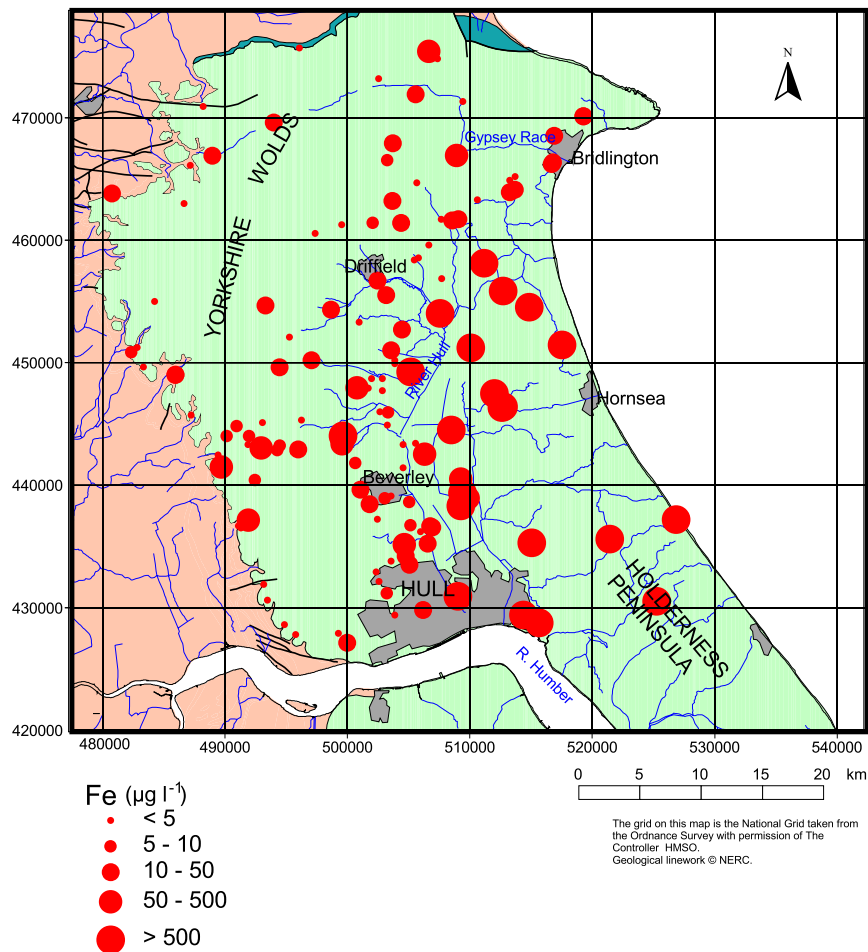 N
470000
460000
450000
440000
430000
420000
480000
490000
500000
510000
520000
530000
540000
YORKSHIRE WOLDS
Gypsey Race
Bridlington
Driffield
River Hull
Hornsea
Beverley
HULL
HOLDERNESS
PENINSULA
R. Humber
0 5 10 15 20 km
Fe (µg l⁻¹)
< 5
5 - 10
10 - 50
50 - 500
> 500
The grid on this map is the National Grid taken from
the Ordnance Survey with permission of The
Controller HMSO.
Geological linework © NERC.